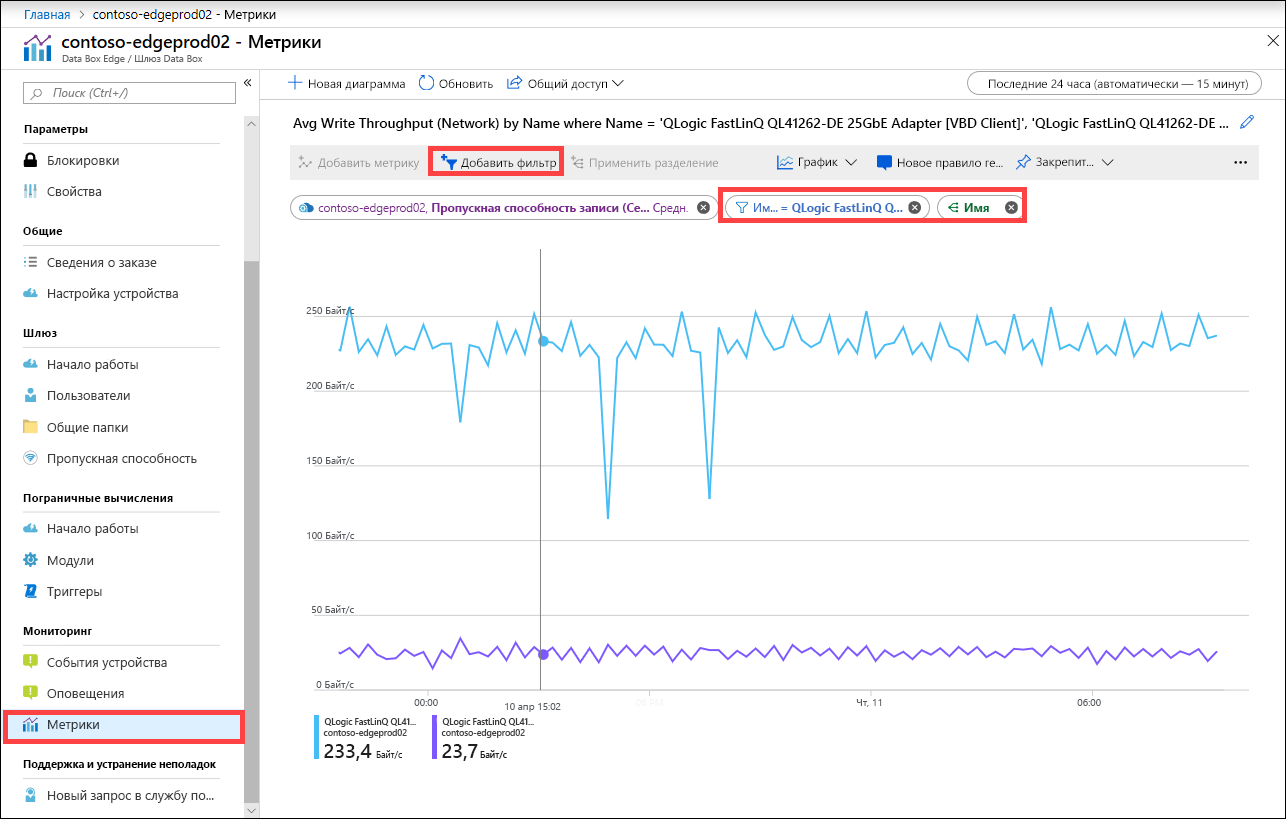 Главная > contoso-edgeprod02 - Метрики
contoso-edgeprod02 - Метрики
Data Box Edge / Шлюз Data Box
Поиск (Ctrl+/)
Параметры
Блокировки
Свойства
Общие
Сведения о заказе
Настройка устройства
Шлюз
Начало работы
Пользователи
Общие папки
Пропускная способность
Пограничные вычисления
Начало работы
Модули
Триггеры
Мониторинг
События устройства
Оповещения
Метрики
Поддержка и устранение неполадок
Новый запрос в службу по...
Новая диаграмма Обновить Общий доступ
Последние 24 часа (автоматически — 15 минут)
Avg Write Throughput (Network) by Name where Name = 'QLogic FastLinQ QL41262-DE 25GbE Adapter [VBD Client]', 'QLogic FastLinQ QL41262-DE ...
Добавить метрику Добавить фильтр Применить разделение График Новое правило ге... Закрепит... ...
contoso-edgeprod02, Пропускная способность записи (Се... Средн. Им... = QLogic FastLinQ Q... Имя
250 Байт/с
200 Байт/с
150 Байт/с
100 Байт/с
50 Байт/с
0 Байт/с
00:00 10 апр 15:02 06 PM Чт, 11 06:00
QLogic FastLinQ QL41... QLogic FastLinQ QL41...
contoso-edgeprod02 contoso-edgeprod02
233,4 Байт/с 23,7 Байт/с